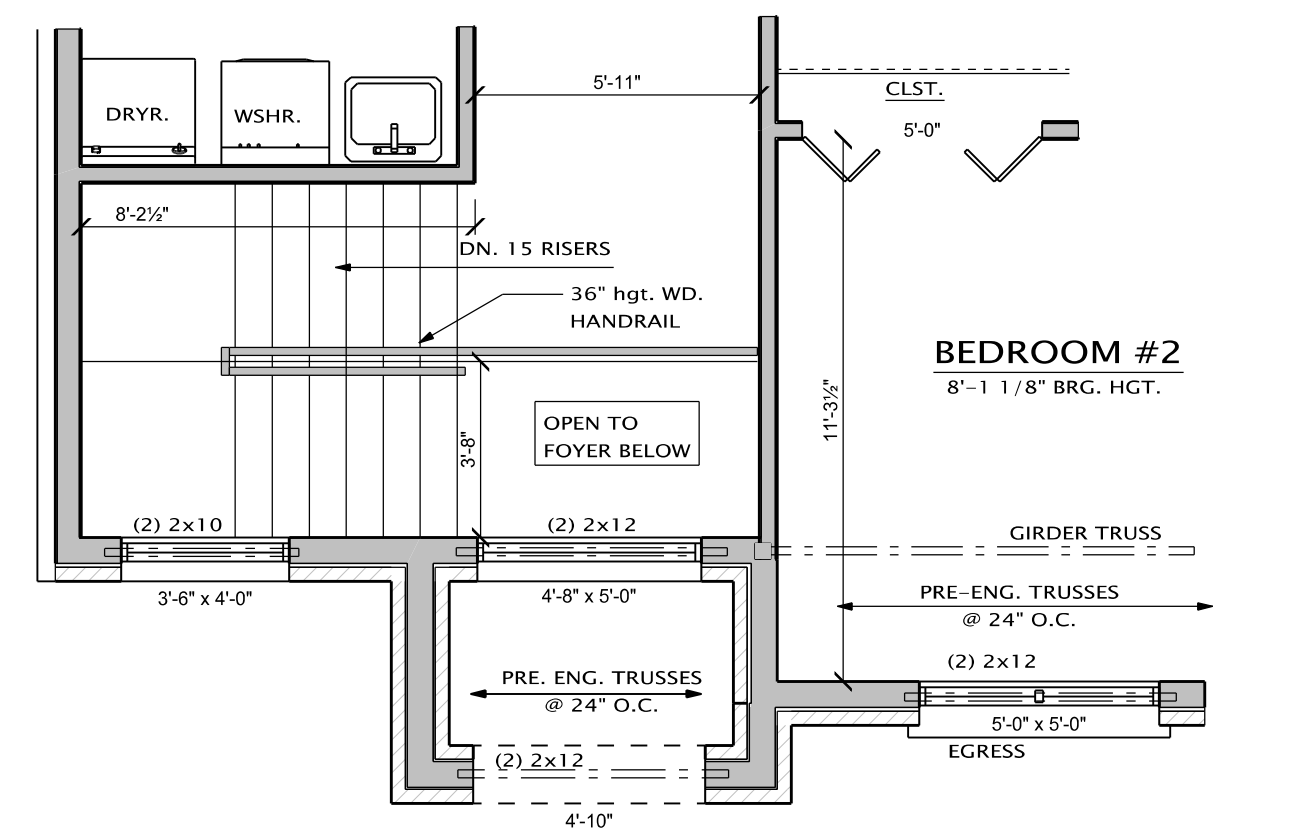 5'-11"
CLST.
DRYR.
WSHR.
5'-0"
8'-2½"
DN. 15 RISERS
36" hgt. WD.
HANDRAIL
BEDROOM #2
8'-1 1/8" BRG. HGT.
11'-3½"
OPEN TO
FOYER BELOW
3'-8"
(2) 2x10
(2) 2x12
GIRDER TRUSS
3'-6" x 4'-0"
4'-8" x 5'-0"
PRE-ENG. TRUSSES
@ 24" O.C.
(2) 2x12
PRE. ENG. TRUSSES
@ 24" O.C.
5'-0" x 5'-0"
EGRESS
(2) 2x12
4'-10"